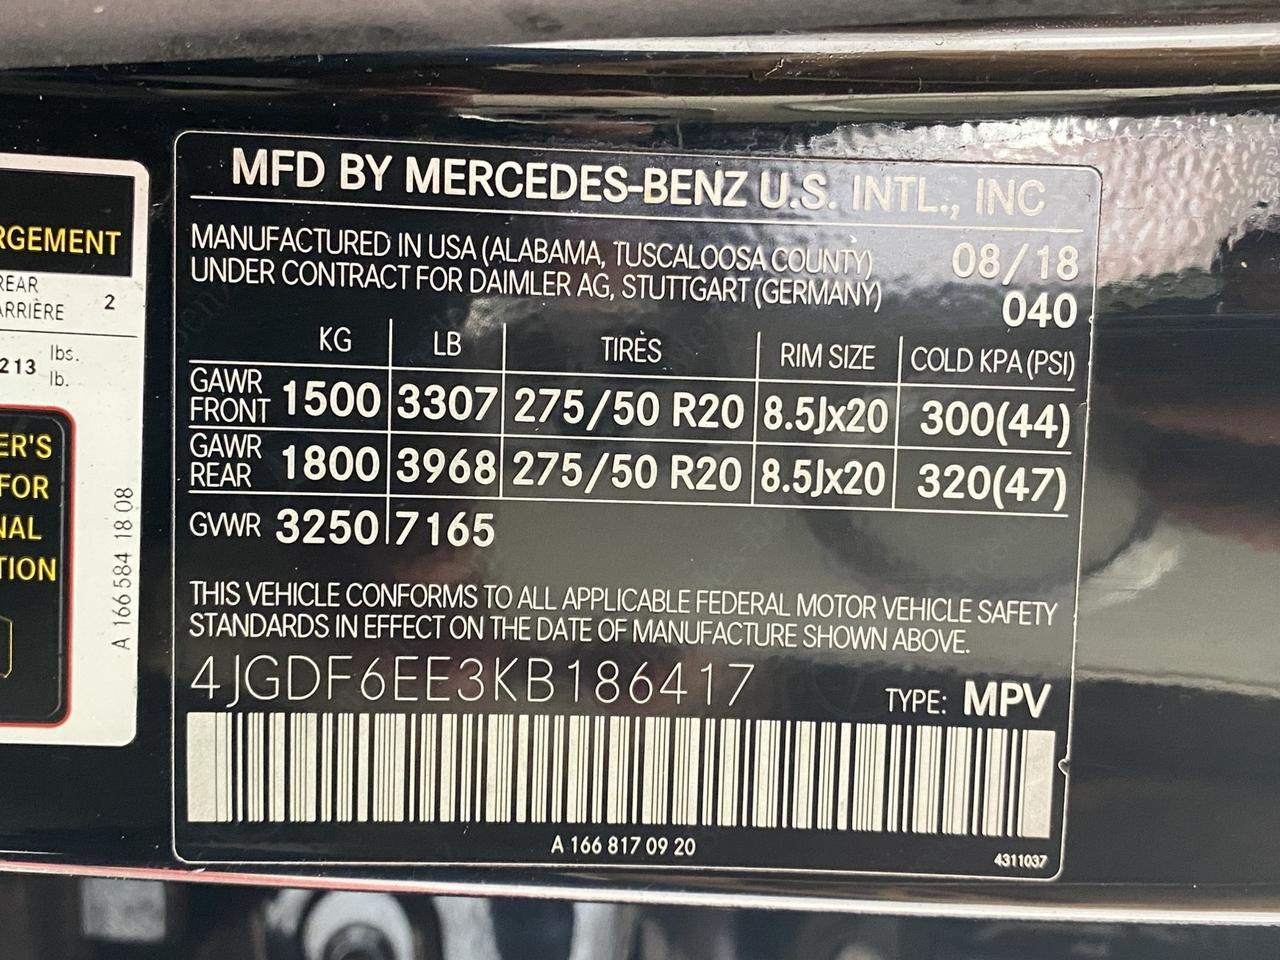 RGEMENT
REAR
ARRIÈRE 2
213 lbs.
lb.
ER'S
FOR
NAL
TION
A 166 584 18 08
MFD BY MERCEDES-BENZ U.S. INTL., INC
MANUFACTURED IN USA (ALABAMA, TUSCALOOSA COUNTY) 08/18
UNDER CONTRACT FOR DAIMLER AG, STUTTGART (GERMANY) 040
KG LB TIRES RIM SIZE COLD KPA (PSI)
GAWR FRONT 1500 3307 275/50 R20 8.5Jx20 300(44)
GAWR REAR 1800 3968 275/50 R20 8.5Jx20 320(47)
GVWR 3250 7165
THIS VEHICLE CONFORMS TO ALL APPLICABLE FEDERAL MOTOR VEHICLE SAFETY
STANDARDS IN EFFECT ON THE DATE OF MANUFACTURE SHOWN ABOVE.
4JGDF6EE3KB186417 TYPE: MPV
A 166 817 09 20
4311037